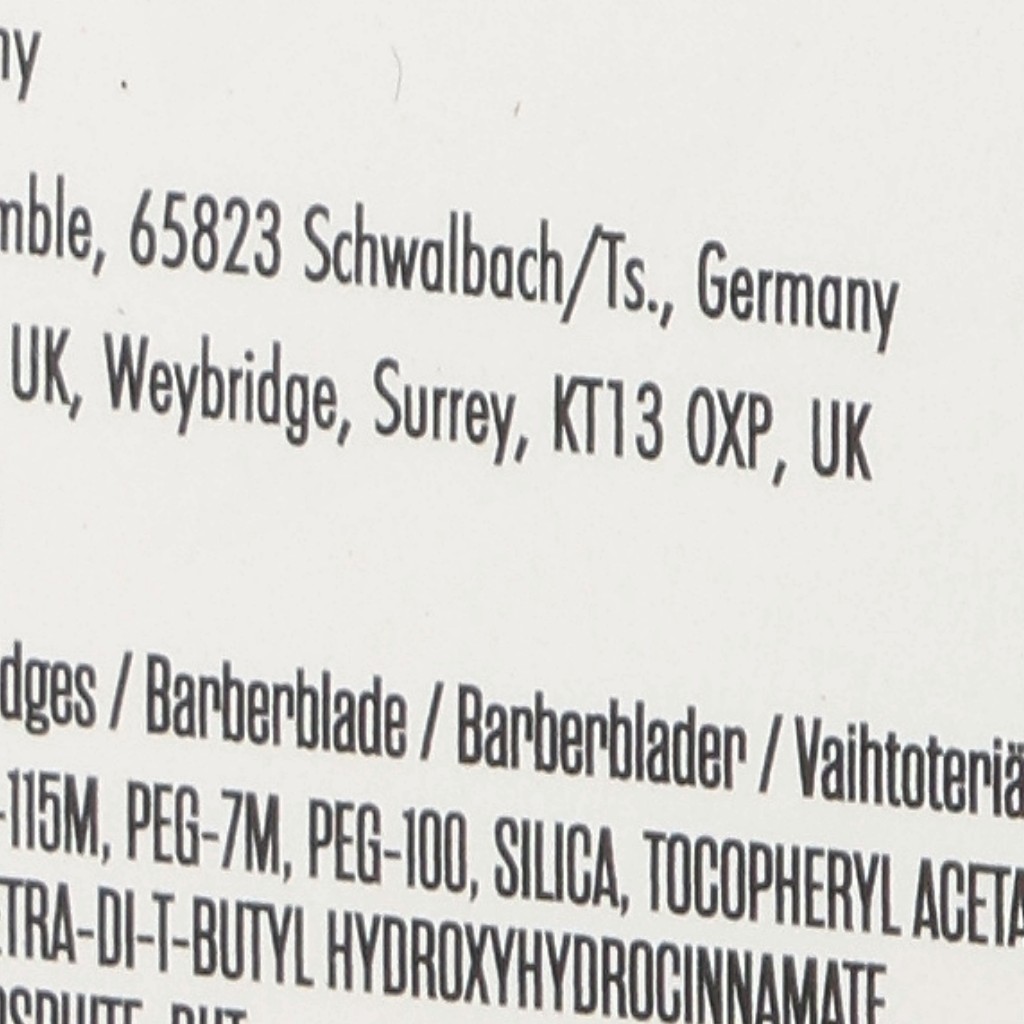 ny
mble, 65823 Schwalbach/Ts., Germany
UK, Weybridge, Surrey, KT13 0XP, UK
dges / Barberblade / Barberblader / Vaihtoteriä
-115M, PEG-7M, PEG-100, SILICA, TOCOPHERYL ACETA
ETRA-DI-T-BUTYL HYDROXYHYDROCINNAMATE